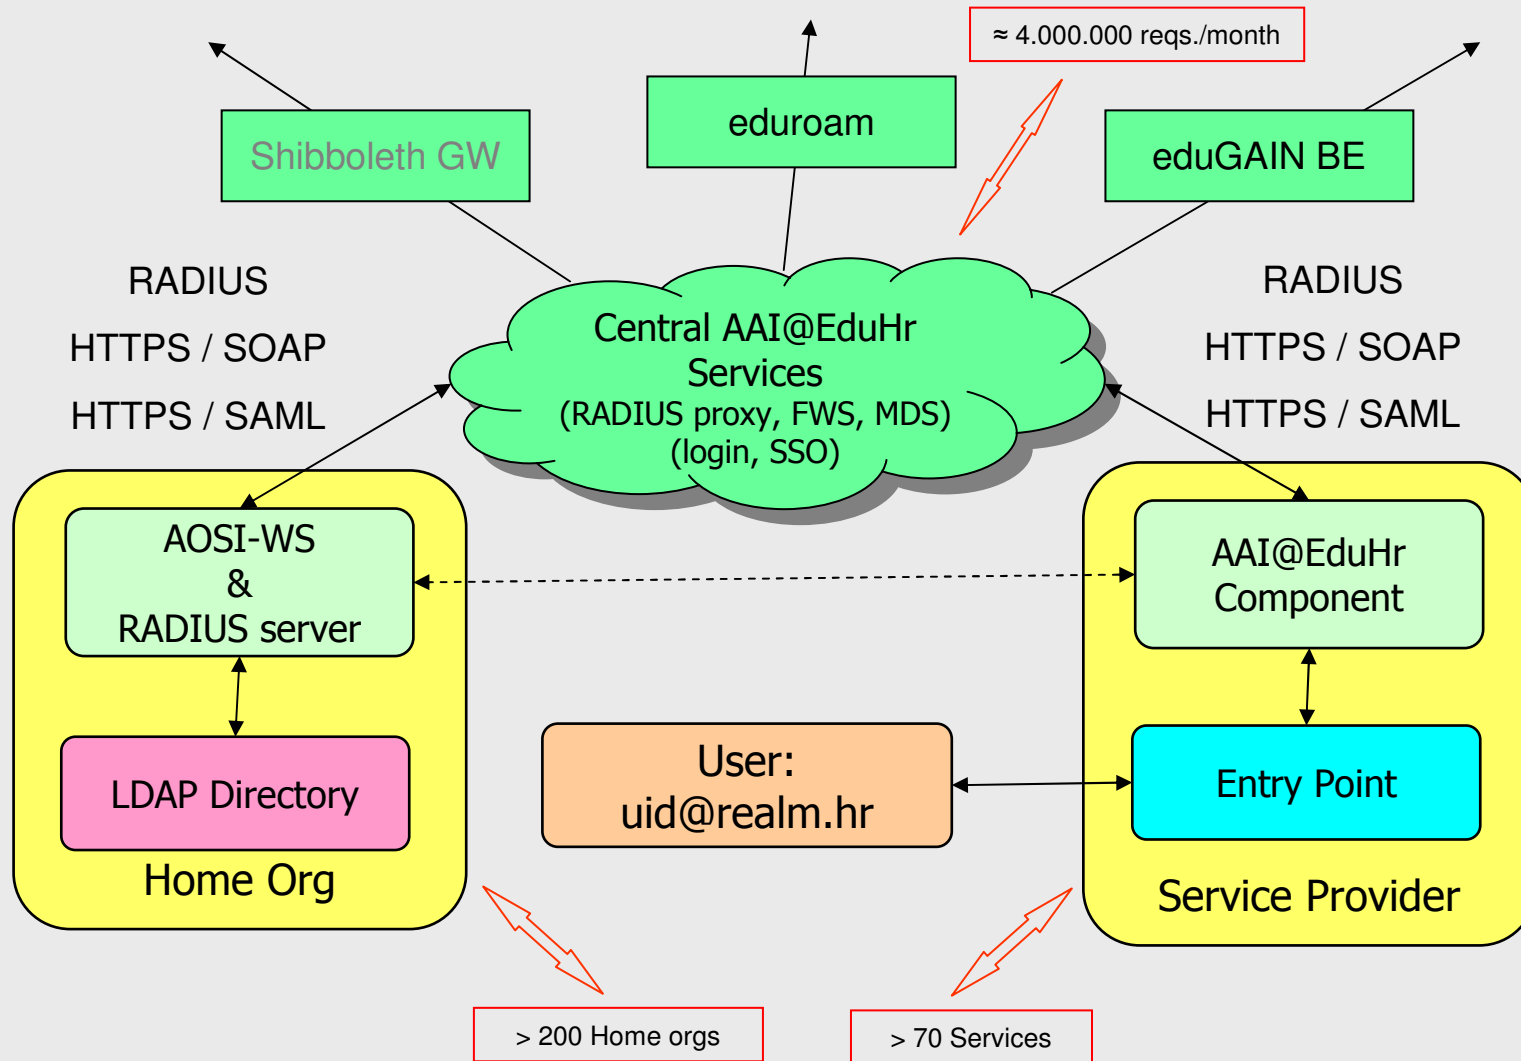 ≈ 4.000.000 reqs./month
Shibboleth GW
eduroam
eduGAIN BE
RADIUS
HTTPS / SOAP
HTTPS / SAML
Central AAI@EduHr
Services
(RADIUS proxy, FWS, MDS)
(login, SSO)
RADIUS
HTTPS / SOAP
HTTPS / SAML
AOSI-WS
&
RADIUS server
LDAP Directory
Home Org
User:
uid@realm.hr
AAI@EduHr
Component
Entry Point
Service Provider
> 200 Home orgs
> 70 Services